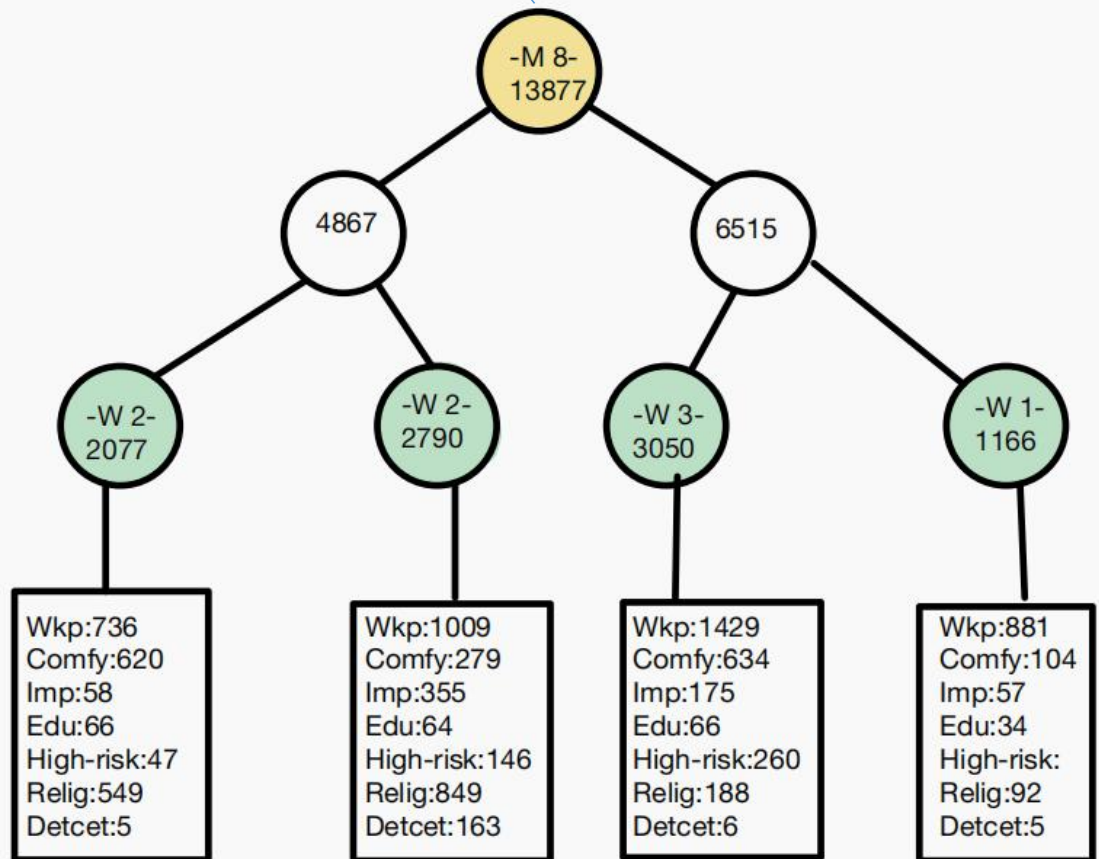 -M 8-
13877
4867
6515
-W 2-
2077
-W 2-
2790
-W 3-
3050
-W 1-
1166
Wkp:736
Comfy:620
Imp:58
Edu:66
High-risk:47
Relig:549
Detcet:5
Wkp:1009
Comfy:279
Imp:355
Edu:64
High-risk:146
Relig:849
Detcet:163
Wkp:1429
Comfy:634
Imp:175
Edu:66
High-risk:260
Relig:188
Detcet:6
Wkp:881
Comfy:104
Imp:57
Edu:34
High-risk:
Relig:92
Detcet:5